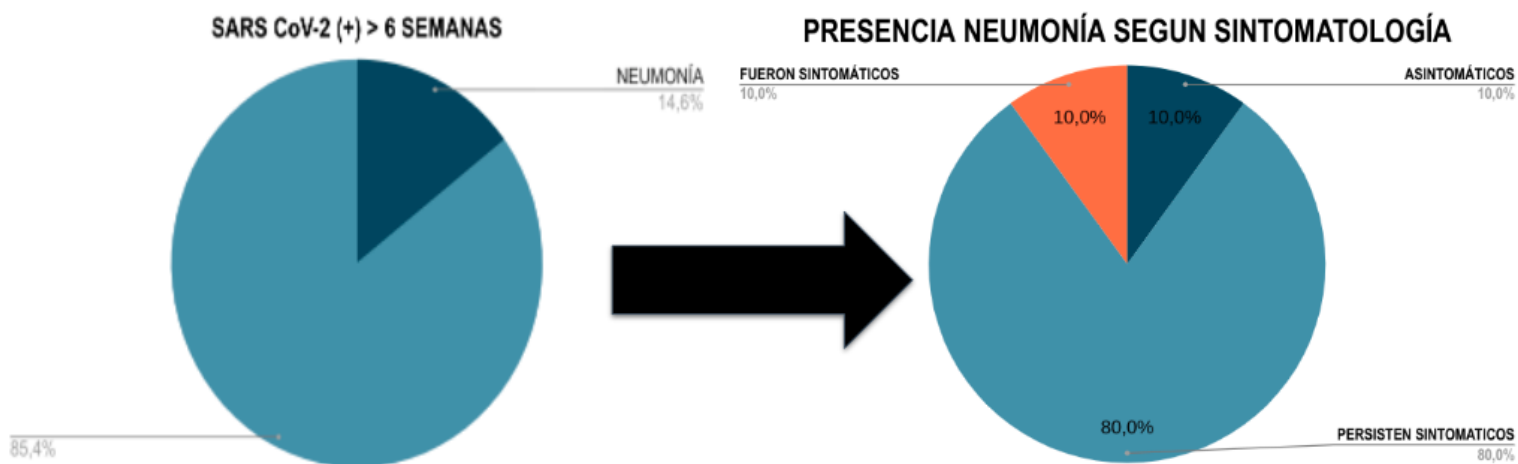 SARS CoV-2 (+) > 6 SEMANAS
NEUMONÍA
14,6%
85,4%
PRESENCIA NEUMONÍA SEGUN SINTOMATOLOGÍA
FUERON SINTOMÁTICOS
10,0%
ASINTOMÁTICOS
10,0%
10,0%
10,0%
80,0%
PERSISTEN SINTOMATICOS
80,0%